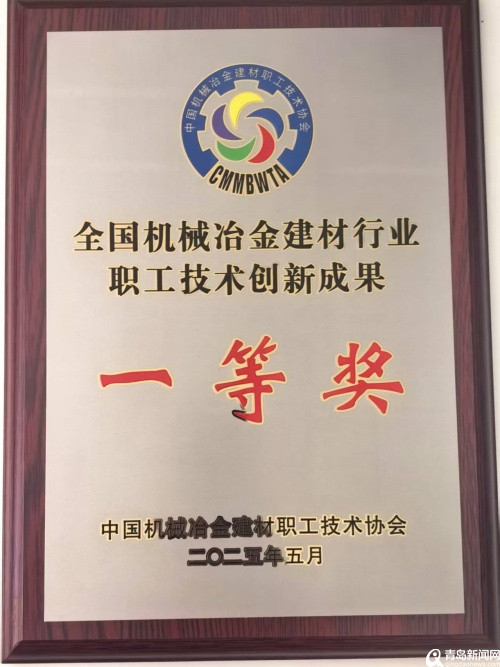 中国机械冶金建材职工技术协会
CMMBWTA
全国机械冶金建材行业
职工技术创新成果
一等奖
中国机械冶金建材职工技术协会
二〇二五年五月
青岛新闻网